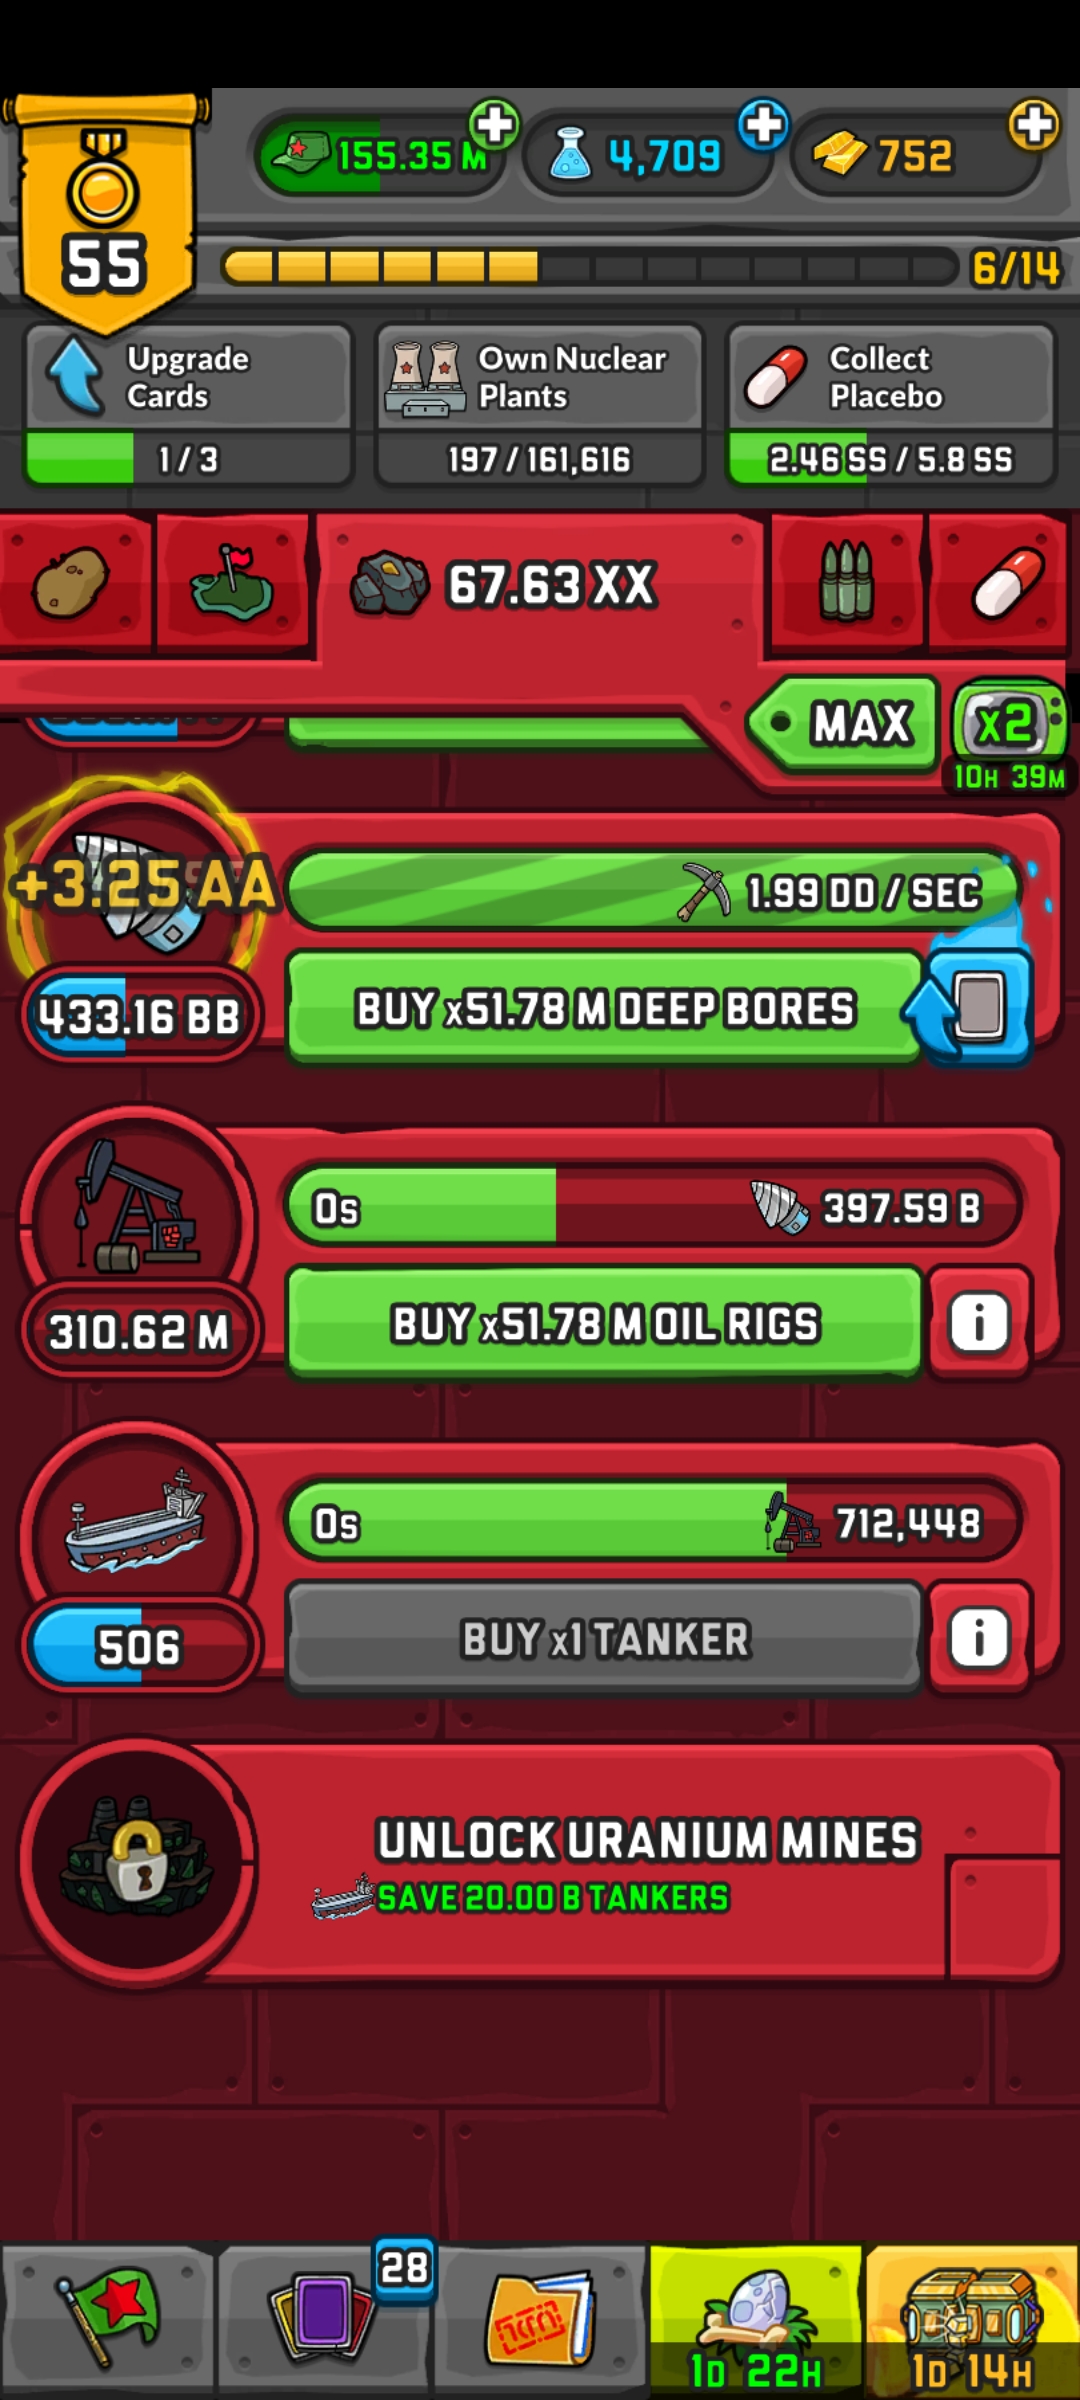 155.35 M
4,709
752
55
6/14
Upgrade
Cards
1 / 3
Own Nuclear
Plants
197 / 161,616
Collect
Placebo
2.46 SS / 5.8 SS
67.63 XX
MAX
X2
10H 39M
+3.25 AA
1.99 DD / SEC
433.16 BB
BUY x51.78 M DEEP BORES
0s
397.59 B
310.62 M
BUY x51.78 M OIL RIGS
i
0s
712,448
506
BUY x1 TANKER
i
UNLOCK URANIUM MINES
SAVE 20.00 B TANKERS
28
1D 22H
1D 14H